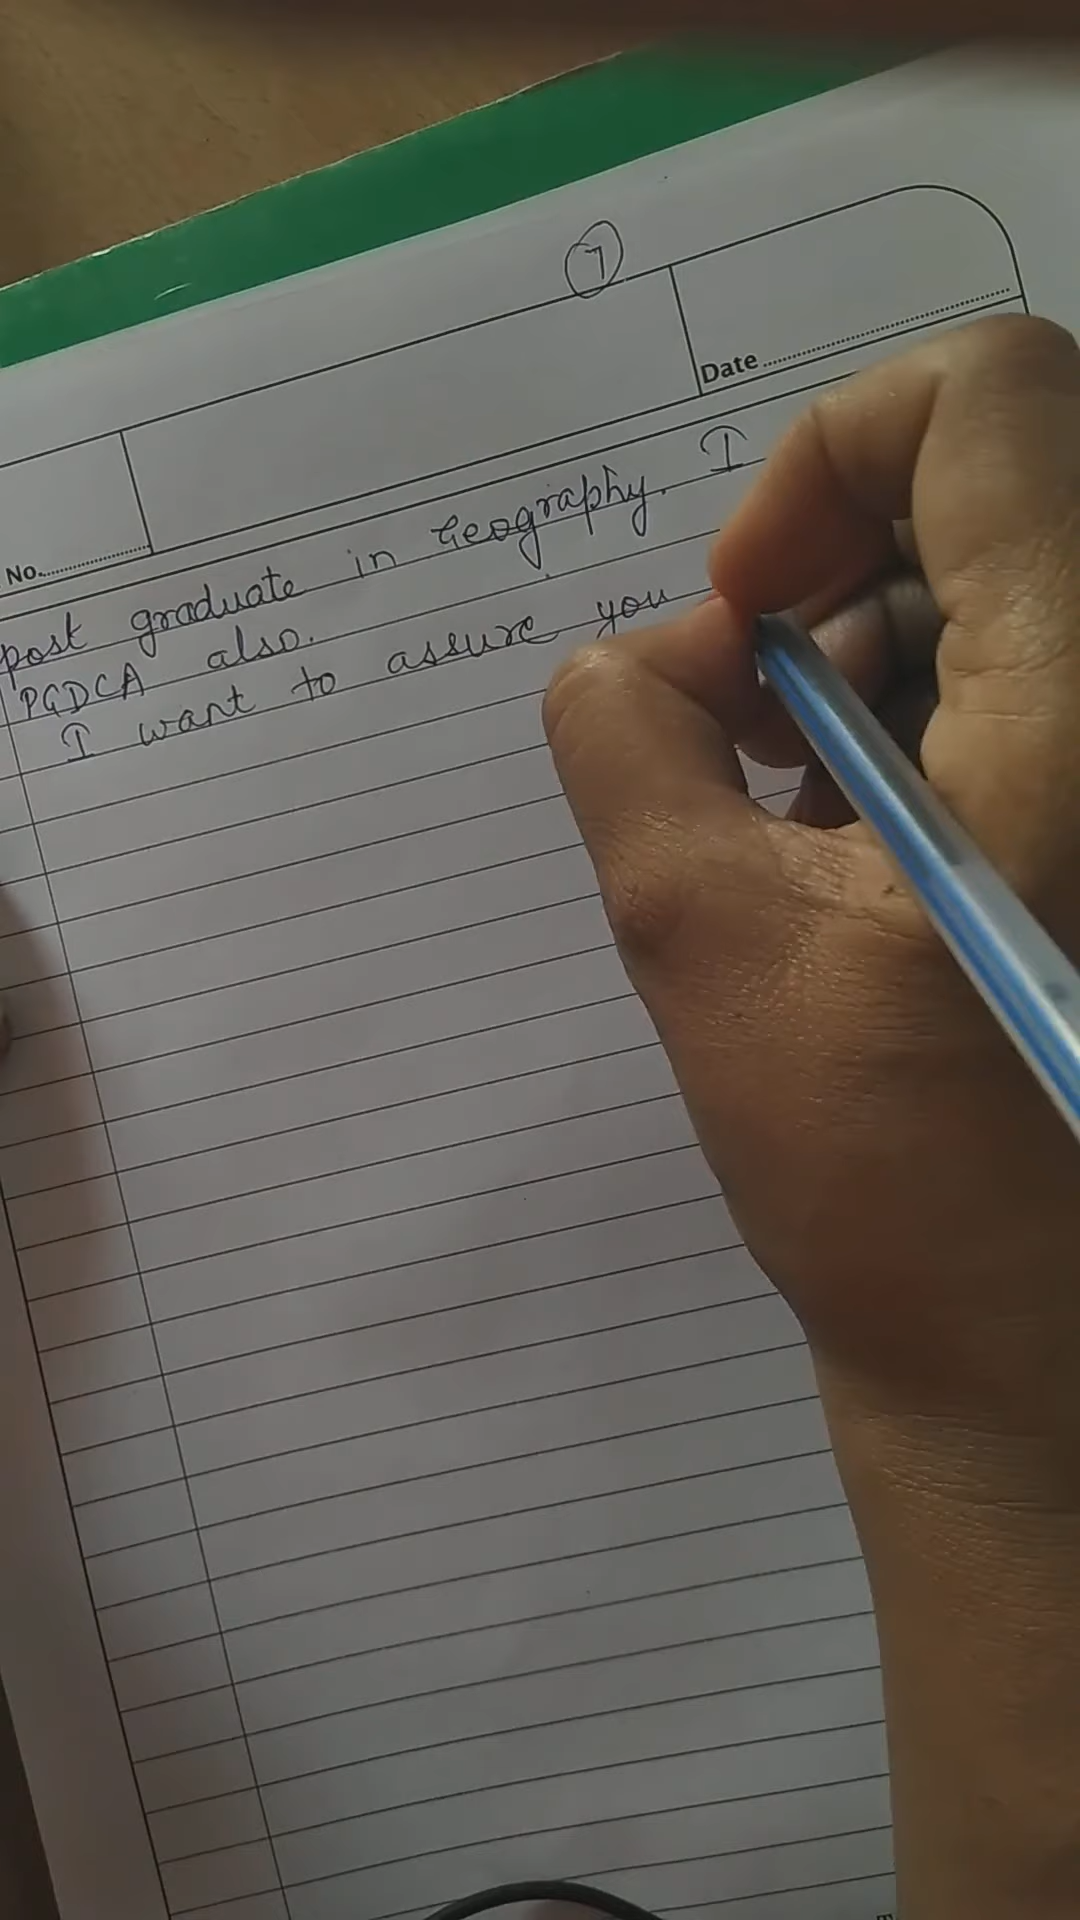 7
Date
No.
post graduate in Geography. I
PGDCA also.
I want to assure you